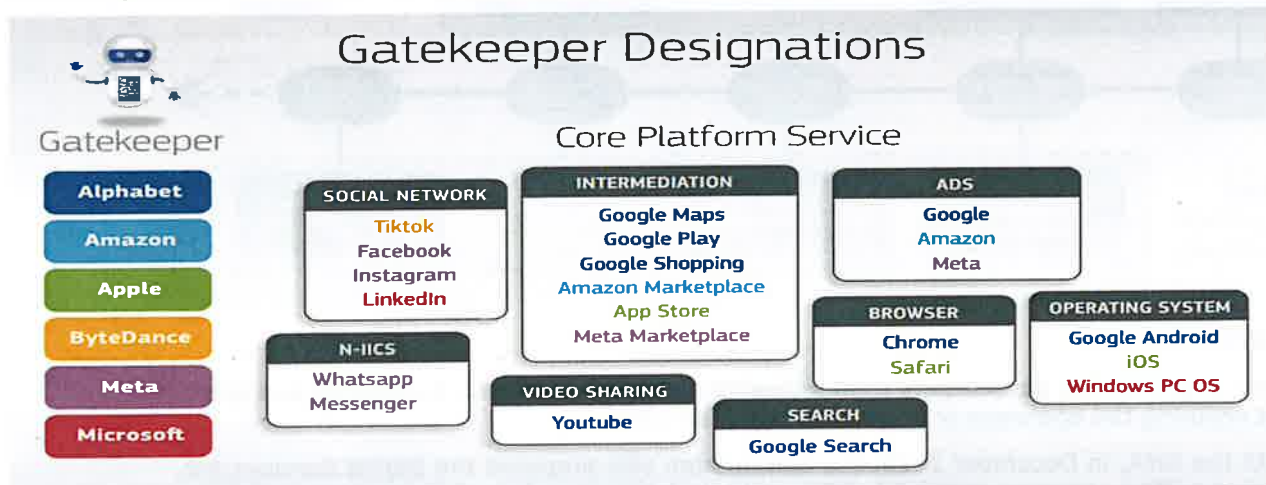 Gatekeeper Designations
Gatekeeper
Core Platform Service
Alphabet
Amazon
Apple
ByteDance
Meta
Microsoft
SOCIAL NETWORK
Tiktok
Facebook
Instagram
LinkedIn
INTERMEDIATION
Google Maps
Google Play
Google Shopping
Amazon Marketplace
App Store
Meta Marketplace
ADS
Google
Amazon
Meta
N-IICS
Whatsapp
Messenger
VIDEO SHARING
Youtube
BROWSER
Chrome
Safari
OPERATING SYSTEM
Google Android
iOS
Windows PC OS
SEARCH
Google Search